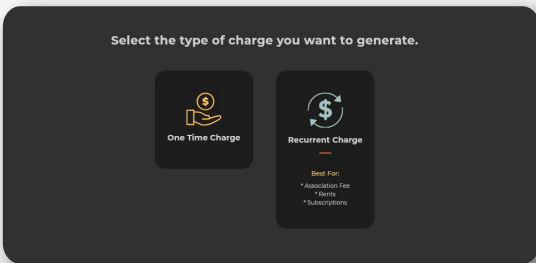 Select the type of charge you want to generate.
$
One Time Charge
$
Recurrent Charge
Best For:
* Association Fee
* Rents
* Subscriptions